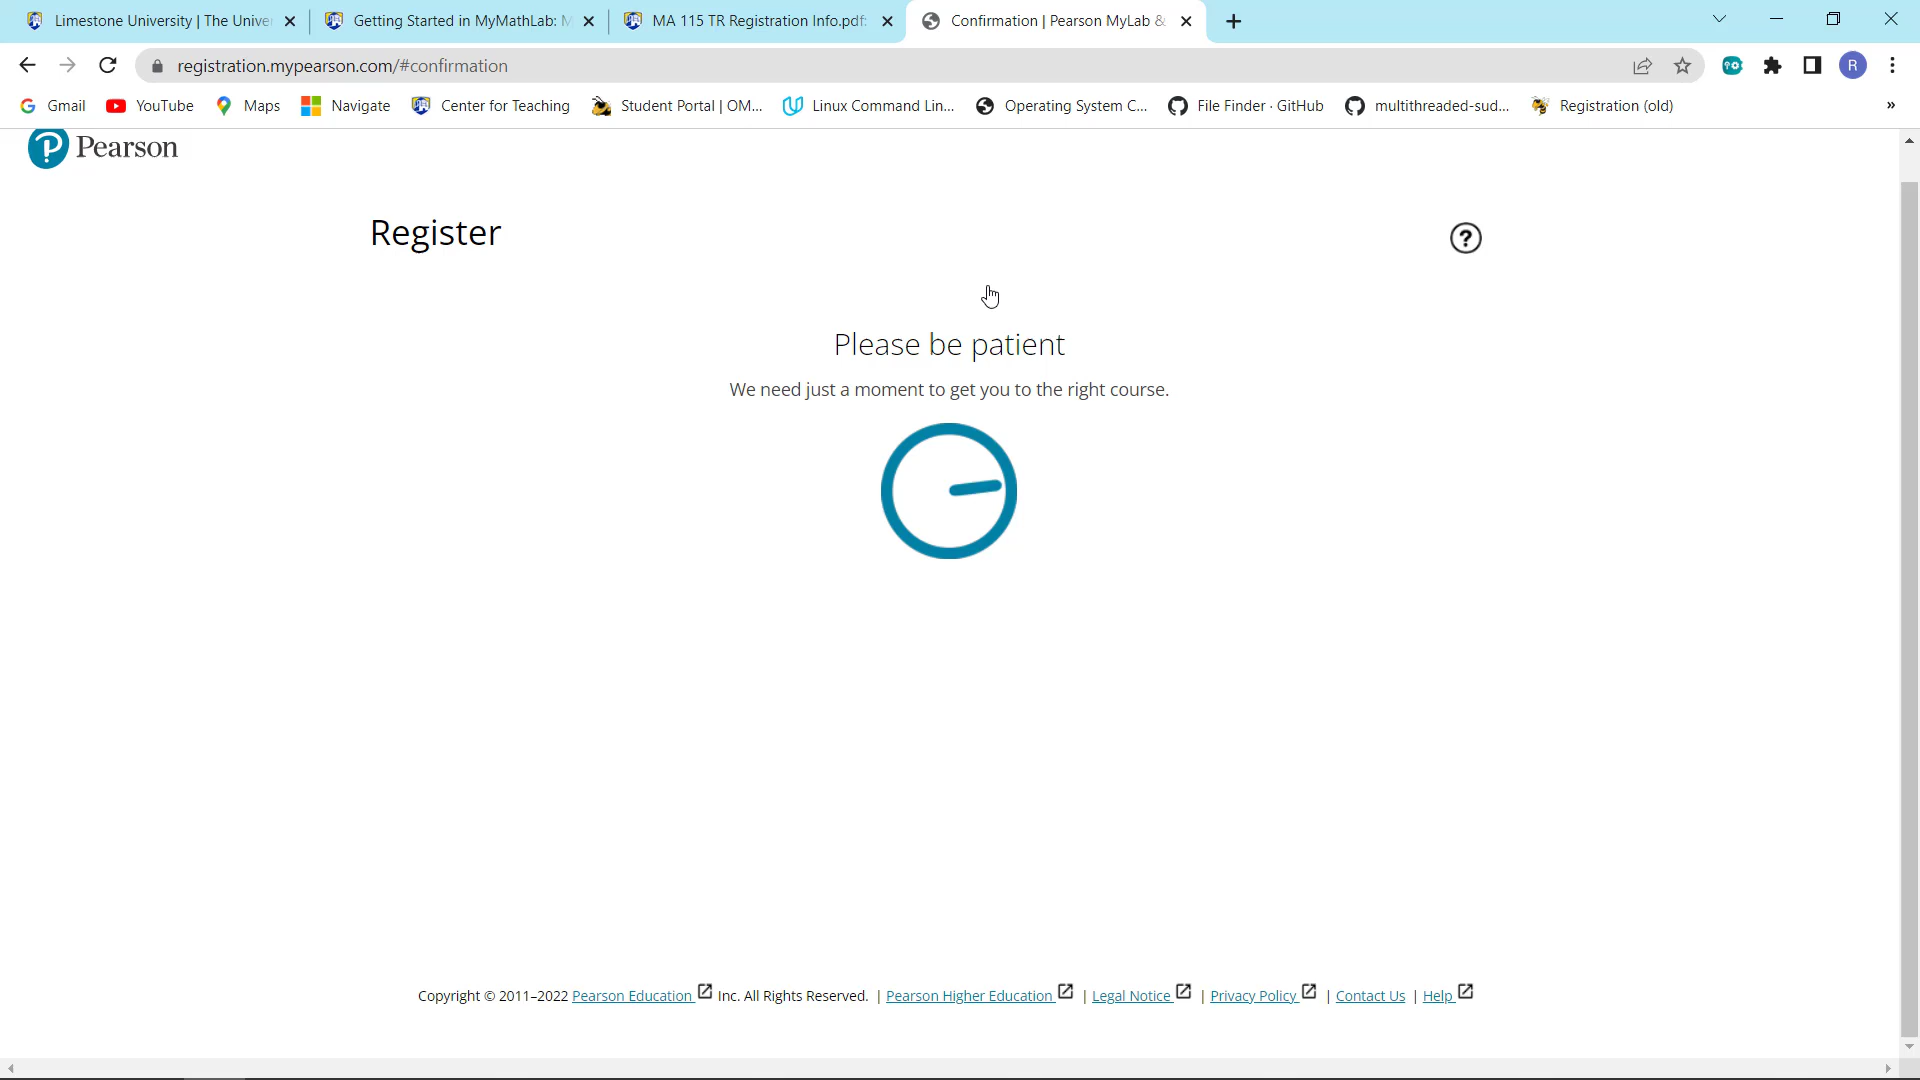 Limestone University | The Univer
Getting Started in MyMathLab: M
MA 115 TR Registration Info.pdf:
Confirmation | Pearson MyLab &
registration.mypearson.com/#confirmation
R
Gmail
YouTube
Maps
Navigate
Center for Teaching
Student Portal | OM...
Linux Command Lin...
Operating System C...
File Finder · GitHub
multithreaded-sud...
Registration (old)
»
Pearson
Register
?
Please be patient
We need just a moment to get you to the right course.
Copyright © 2011–2022 Pearson Education Inc. All Rights Reserved. | Pearson Higher Education | Legal Notice | Privacy Policy | Contact Us | Help